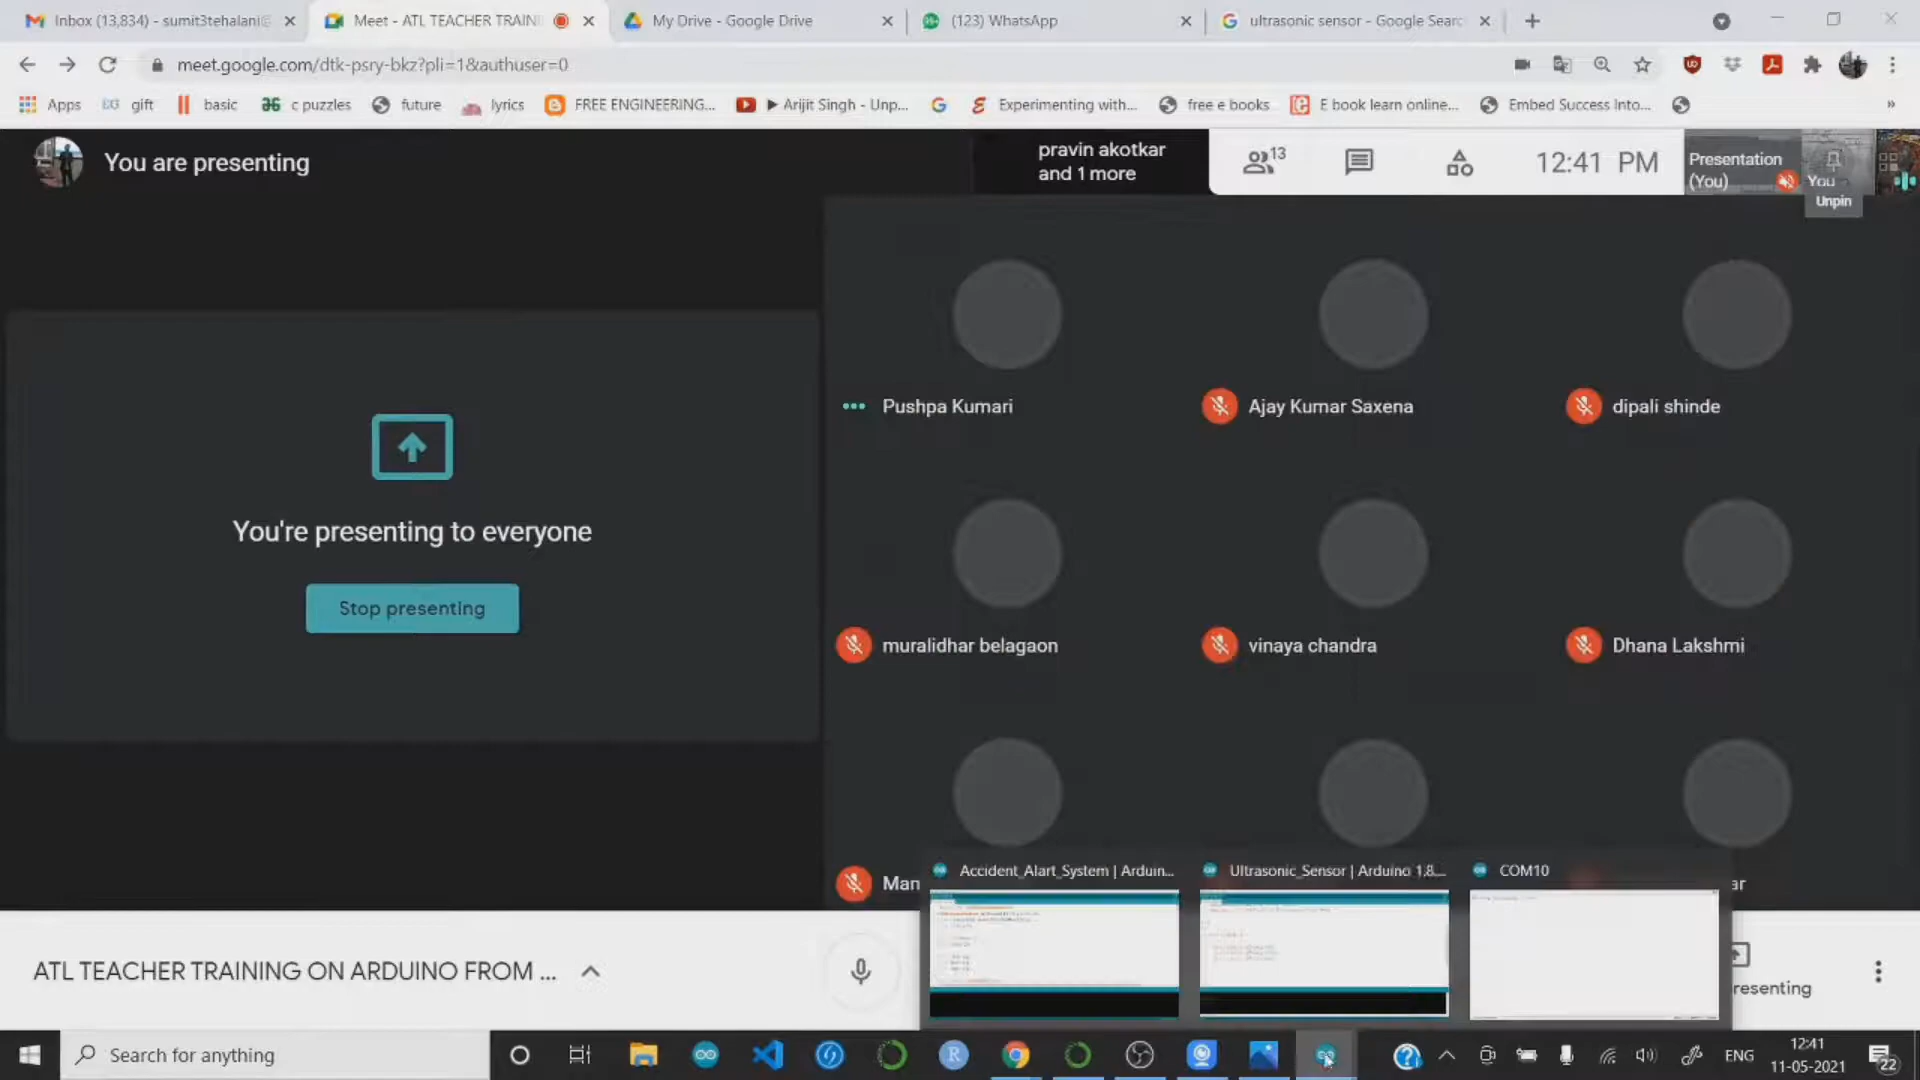 Inbox (13,834) - sumit3tehalani@
Meet - ATL TEACHER TRAIN
My Drive - Google Drive
(123) WhatsApp
ultrasonic sensor - Google Searc
meet.google.com/dtk-psry-bkz?pli=1&authuser=0
Apps
gift
basic
c puzzles
future
lyrics
FREE ENGINEERING...
Arijit Singh - Unp...
Experimenting with...
free e books
E book learn online...
Embed Success Into...
You are presenting
pravin akotkar
and 1 more
13
12:41 PM
Presentation
(You)
You
Unpin
Pushpa Kumari
Ajay Kumar Saxena
dipali shinde
You're presenting to everyone
Stop presenting
muralidhar belagaon
vinaya chandra
Dhana Lakshmi
Man
ar
Accident_Alart_System | Arduin...
Ultrasonic_Sensor | Arduino 1.8....
COM10
ATL TEACHER TRAINING ON ARDUINO FROM ...
resenting
Search for anything
ENG
12:41
11-05-2021
22